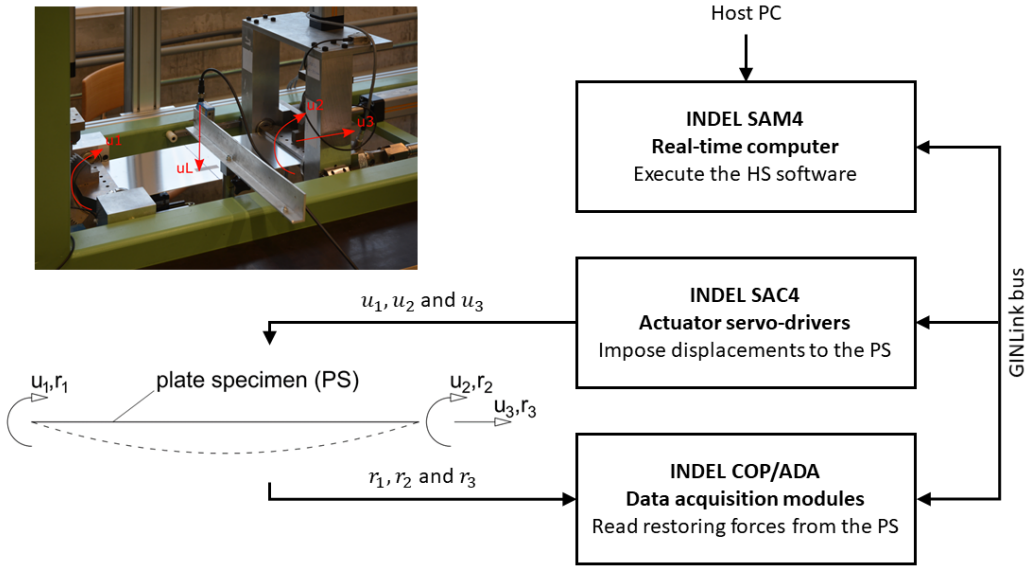 Host PC
u1
u2
u3
uL
INDEL SAM4
Real-time computer
Execute the HS software
GINLink bus
u₁, u₂ and u₃
INDEL SAC4
Actuator servo-drivers
Impose displacements to the PS
plate specimen (PS)
u₁,r₁
u₂,r₂
u₃,r₃
r₁, r₂ and r₃
INDEL COP/ADA
Data acquisition modules
Read restoring forces from the PS